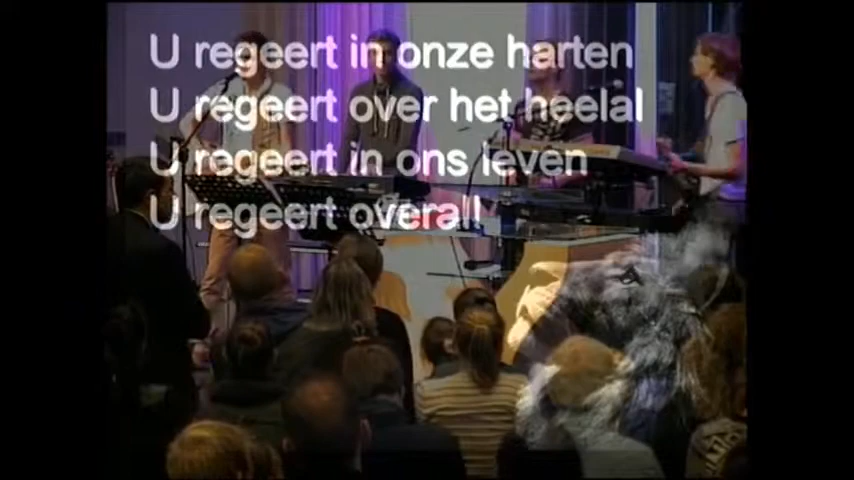 U regeert in onze harten
U regeert over het heelal
U regeert in ons leven
U regeert overal!